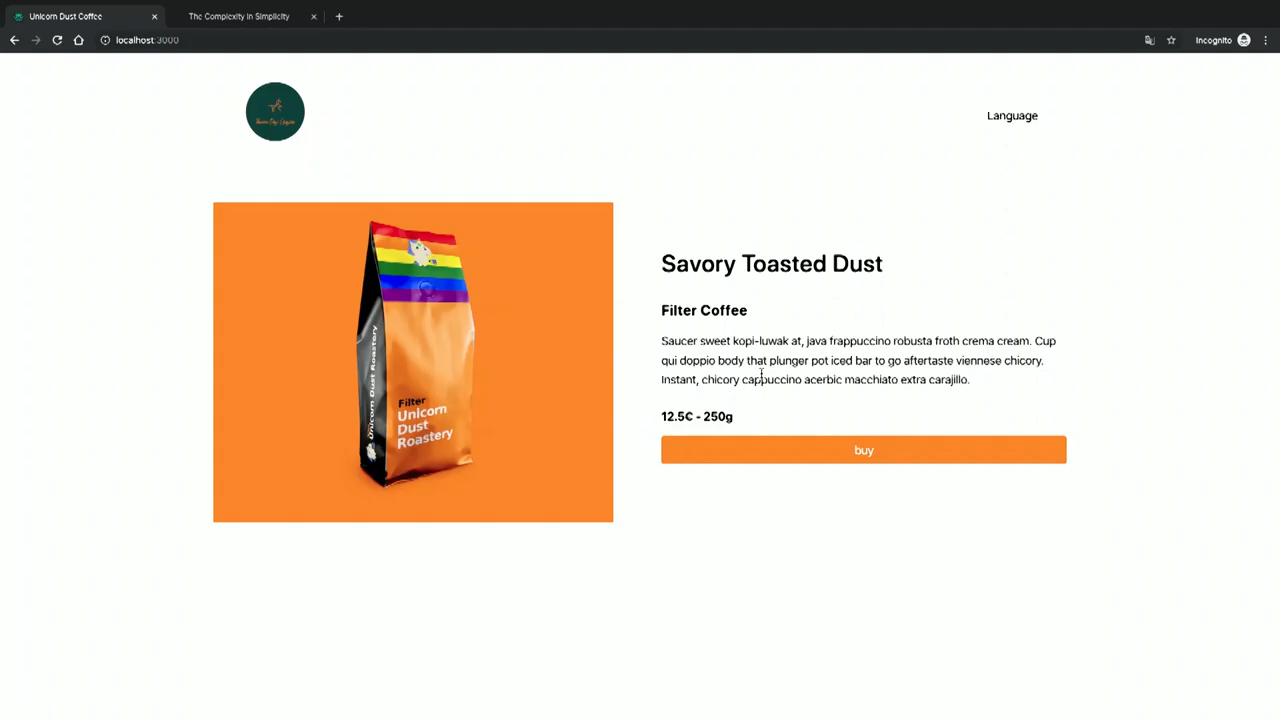 Unicorn Dust Coffee
The Complexity in Simplicity
localhost:3000
Incognito
Language
Savory Toasted Dust
Filter Coffee
Saucer sweet kopi-luwak at, java frappuccino robusta froth crema cream. Cup
qui doppio body that plunger pot iced bar to go aftertaste viennese chicory.
Instant, chicory cappuccino acerbic macchiato extra carajillo.
12.5€ - 250g
buy
Unicorn Dust Roastery
Filter
Unicorn
Dust
Roastery